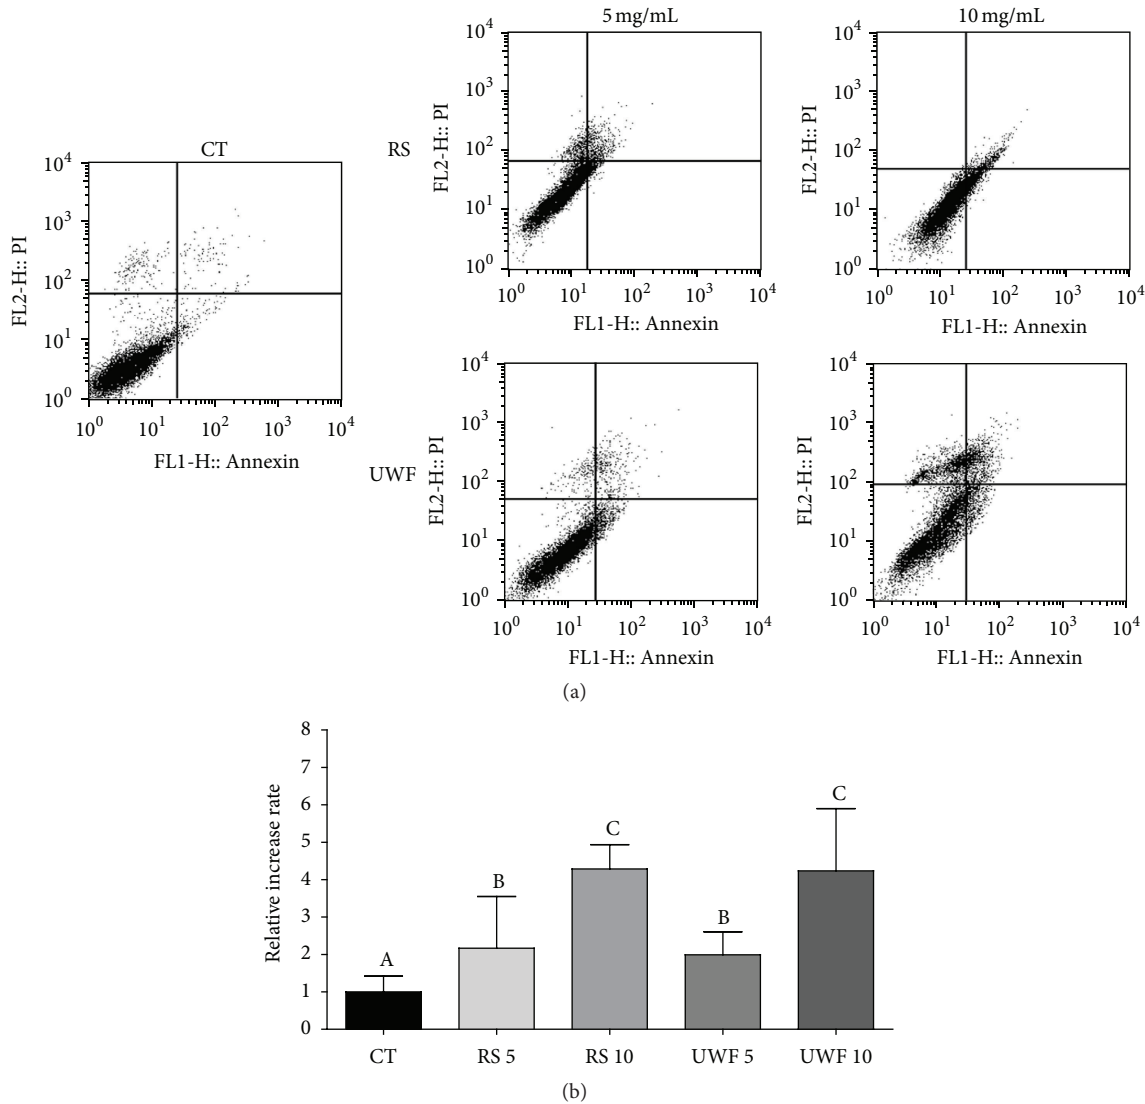 5 mg/mL
10 mg/mL
CT
RS
UWF
10⁴
10³
10²
10¹
10⁰
FL2-H:: PI
10⁰ 10¹ 10² 10³ 10⁴
FL1-H:: Annexin
10⁴
10³
10²
10¹
10⁰
FL2-H:: PI
10⁰ 10¹ 10² 10³ 10⁴
FL1-H:: Annexin
10⁴
10³
10²
10¹
10⁰
FL2-H:: PI
10⁰ 10¹ 10² 10³ 10⁴
FL1-H:: Annexin
10⁴
10³
10²
10¹
10⁰
FL2-H:: PI
10⁰ 10¹ 10² 10³ 10⁴
FL1-H:: Annexin
10⁴
10³
10²
10¹
10⁰
FL2-H:: PI
10⁰ 10¹ 10² 10³ 10⁴
FL1-H:: Annexin
(a)
8
7
6
5
4
3
2
1
0
Relative increase rate
A
B
C
B
C
CT RS 5 RS 10 UWF 5 UWF 10
(b)